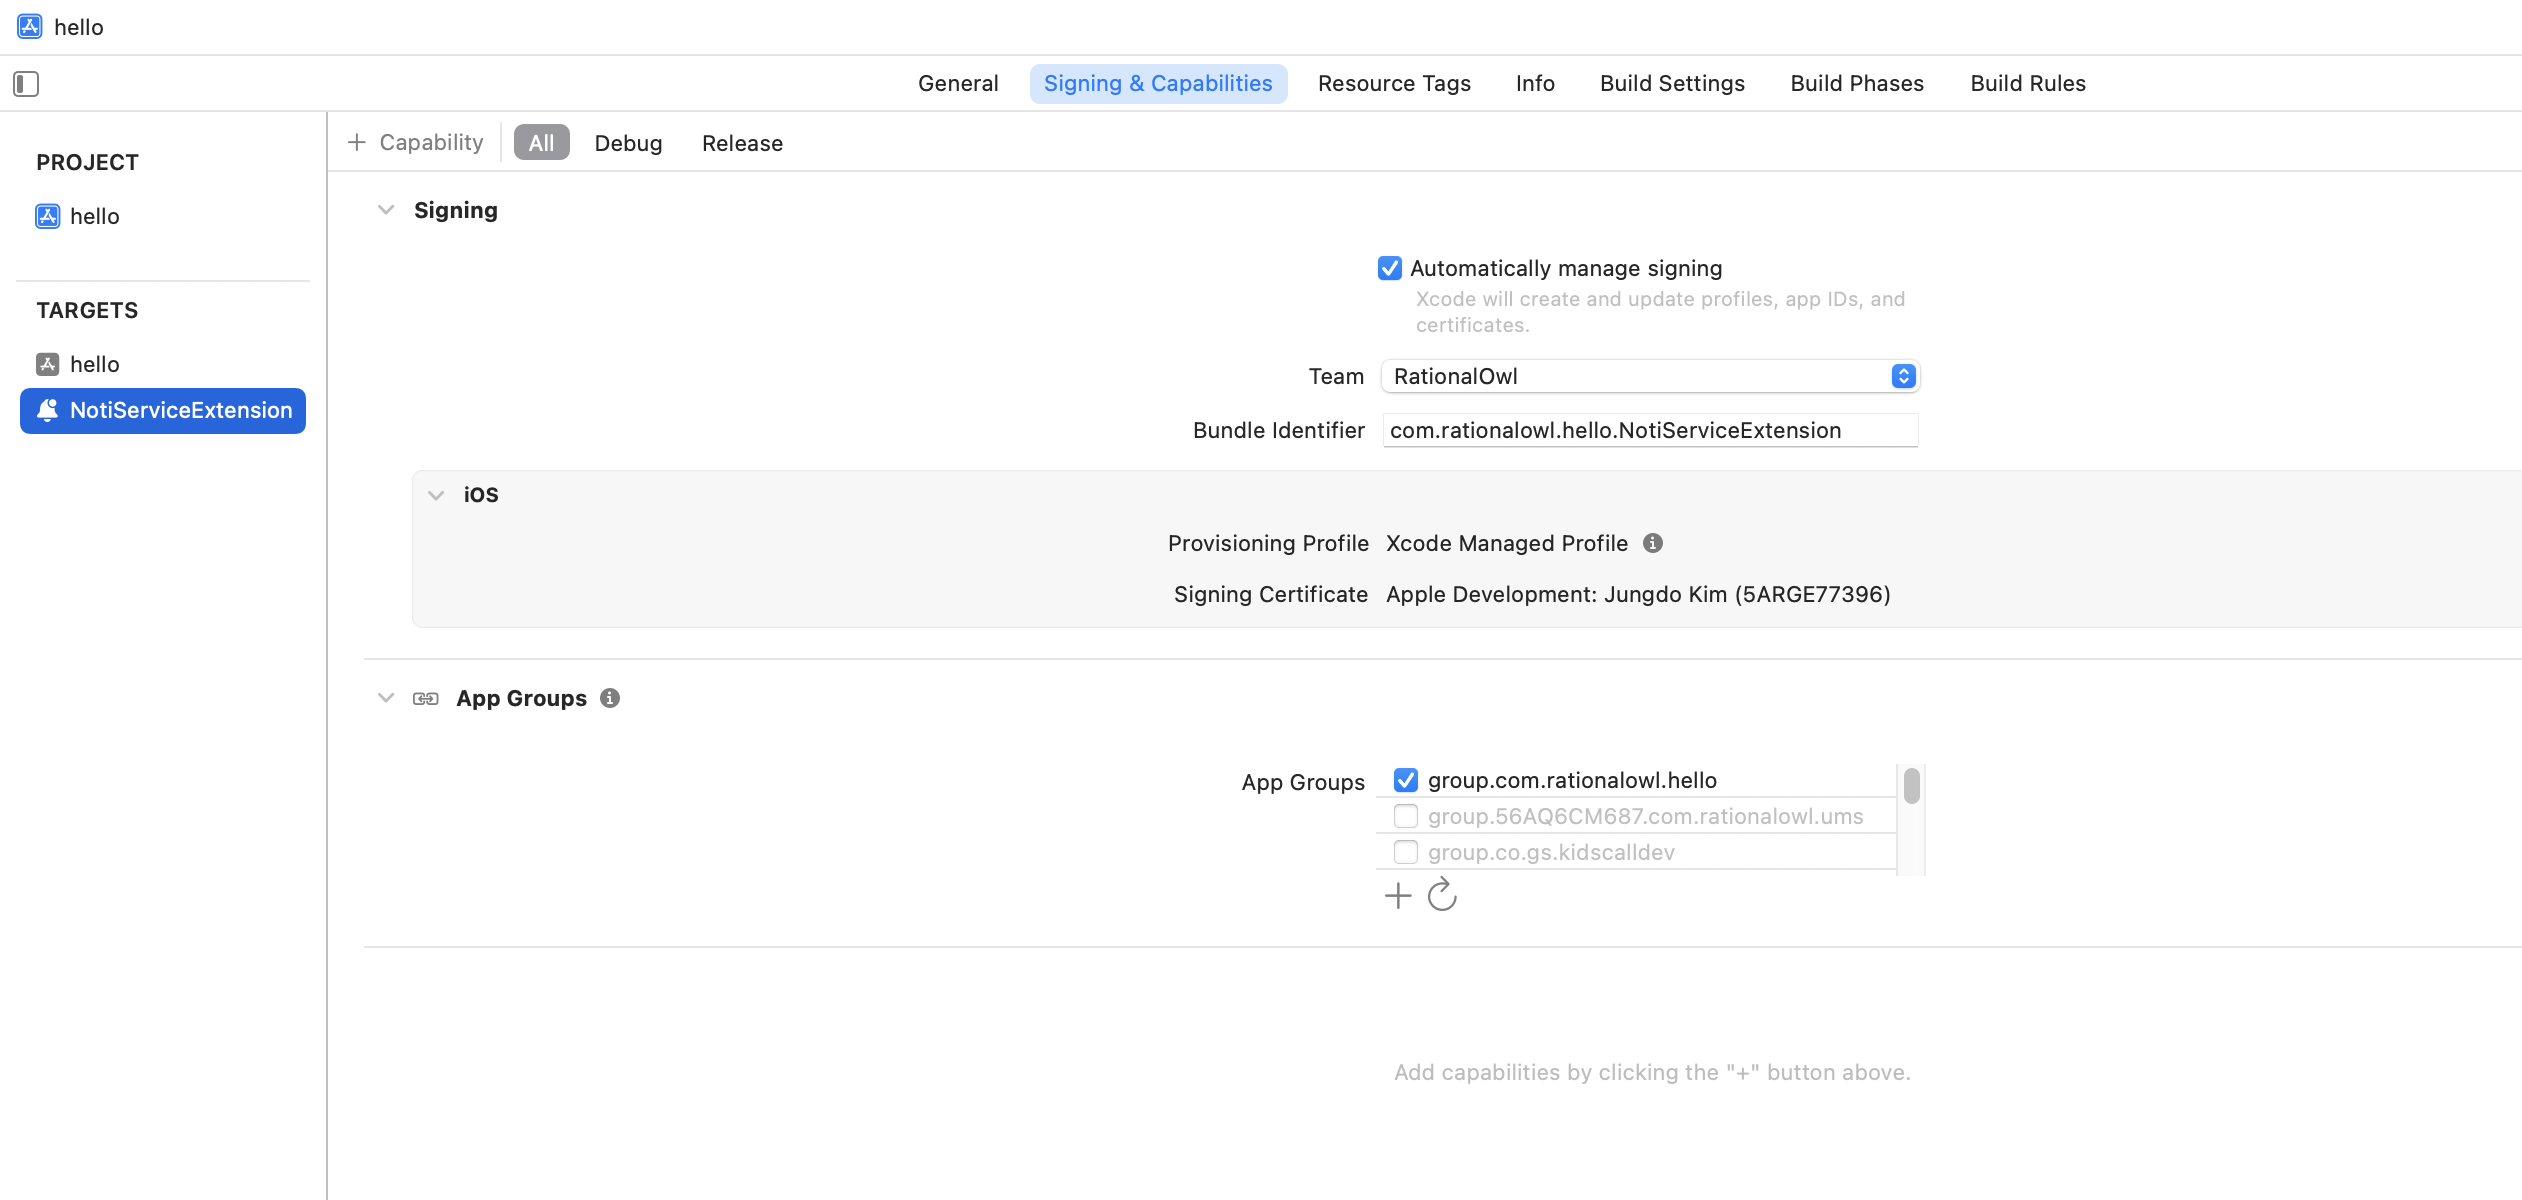 hello
General Signing & Capabilities Resource Tags Info Build Settings Build Phases Build Rules
PROJECT
hello
TARGETS
hello
NotiServiceExtension
+ Capability All Debug Release
Signing
Automatically manage signing
Xcode will create and update profiles, app IDs, and
certificates.
Team RationalOwl
Bundle Identifier com.rationalowl.hello.NotiServiceExtension
iOS
Provisioning Profile Xcode Managed Profile
Signing Certificate Apple Development: Jungdo Kim (5ARGE77396)
App Groups
App Groups group.com.rationalowl.hello
group.56AQ6CM687.com.rationalowl.ums
group.co.gs.kidscalldev
Add capabilities by clicking the "+" button above.